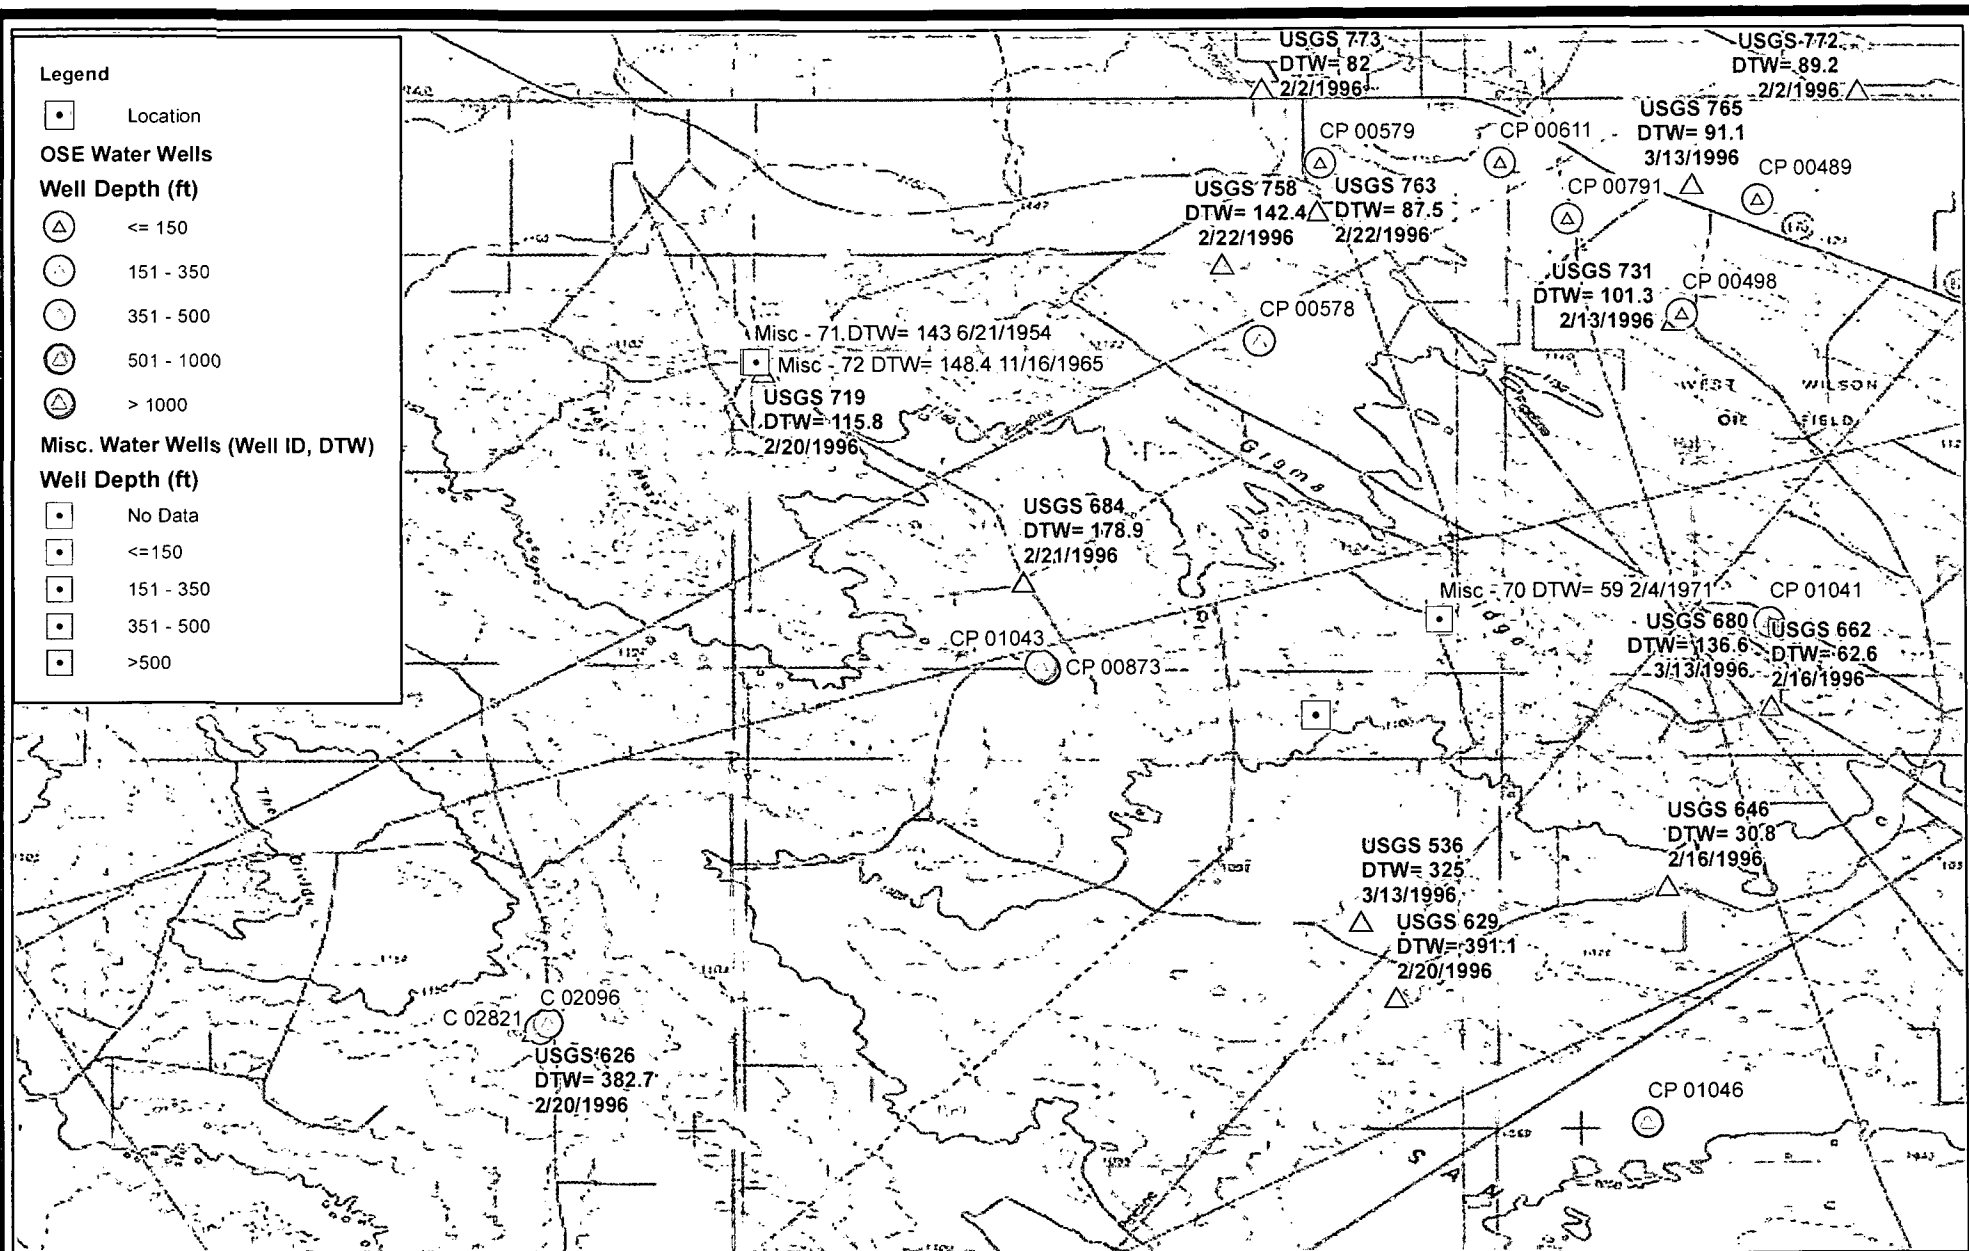 Legend
Location
OSE Water Wells
Well Depth (ft)
<= 150
151 - 350
351 - 500
501 - 1000
> 1000
Misc. Water Wells (Well ID, DTW)
Well Depth (ft)
No Data
<=150
151 - 350
351 - 500
>500
USGS 773
DTW= 82
2/2/1996
USGS 772
DTW= 89.2
2/2/1996
USGS 765
DTW= 91.1
3/13/1996
CP 00579
CP 00611
CP 00489
CP 00791
USGS 758
DTW= 142.4
2/22/1996
USGS 763
DTW= 87.5
2/22/1996
USGS 731
DTW= 101.3
2/13/1996
CP 00498
CP 00578
Misc - 71 DTW= 143 6/21/1954
Misc - 72 DTW= 148.4 11/16/1965
USGS 719
DTW= 115.8
2/20/1996
WEST WILSON
OIL FIELD
Grama
Ridge
USGS 684
DTW= 178.9
2/21/1996
Misc - 70 DTW= 59 2/4/1971
CP 01041
USGS 680
DTW= 136.6
3/13/1996
USGS 662
DTW= 62.6
2/16/1996
CP 01043
CP 00873
The Divide
USGS 646
DTW= 30.8
2/16/1996
USGS 536
DTW= 325
3/13/1996
USGS 629
DTW= 391.1
2/20/1996
C 02096
C 02821
USGS 626
DTW= 382.7
2/20/1996
CP 01046
S A N